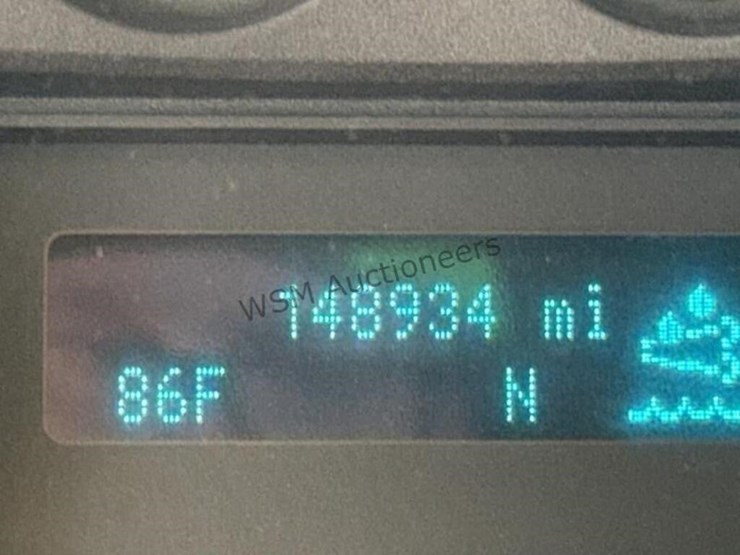 WSM Auctioneers
148934 mi
86F N